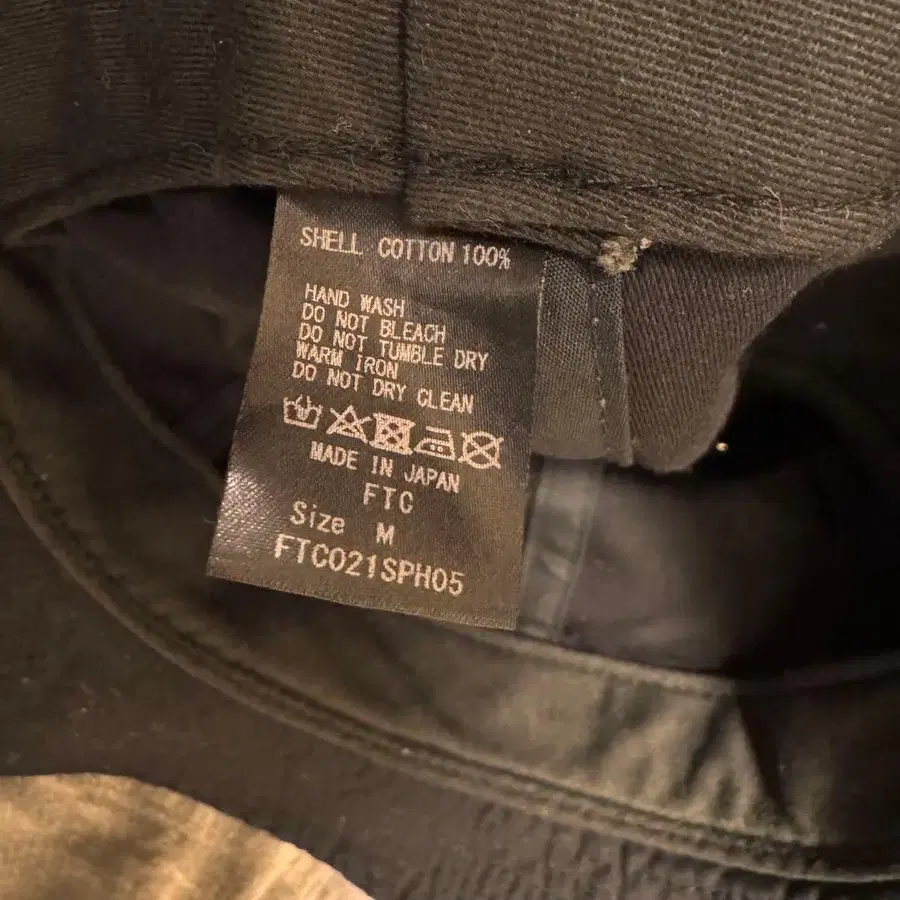 SHELL COTTON 100%
HAND WASH
DO NOT BLEACH
DO NOT TUMBLE DRY
WARM IRON
DO NOT DRY CLEAN
MADE IN JAPAN
FTC
Size M
FTC021SPH05